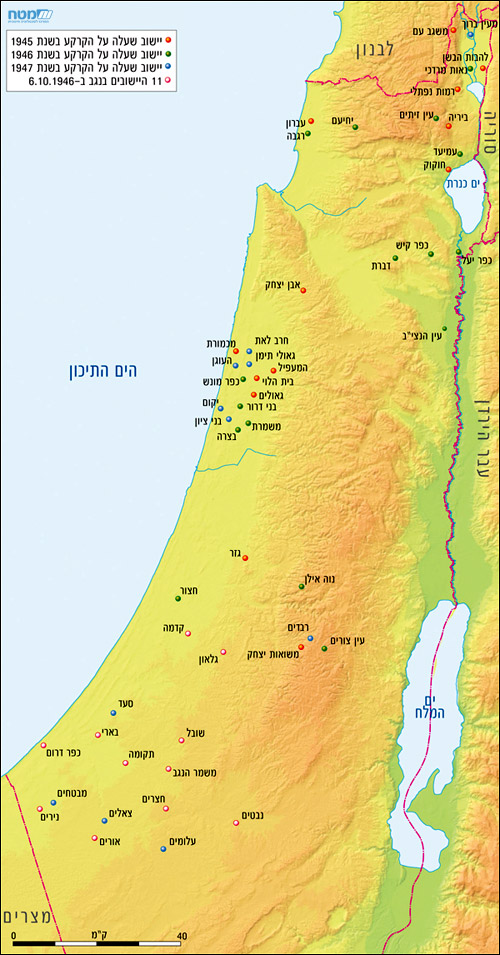 מטח
יישוב שעלה על הקרקע בשנת 1945
יישוב שעלה על הקרקע בשנת 1946
יישוב שעלה על הקרקע בשנת 1947
11 היישובים בנגב ב-6.10.1946
לבנון
משגב עם
מעין ברוך
להבות הבשן
נאות מרדכי
רמות נפתלי
סוריה
עין זיתים
ביריה
יחיעם
עברון
רגבה
עמיעד
חוקוק
ים כנרת
כפר קיש
דברת
כפר יעל
אבן יצחק
עין הנצי"ב
הים התיכון
חרב לאת
מכמורת
גאולי תימן
העוגן
המעפיל
בית הלוי
כפר מונש
גאולים
יקום
בני דרור
בני ציון
משמרת
בצרה
עבר הירדן
גזר
נוה אילן
חצור
קדמה
רבדים
עין צורים
משואות יצחק
גלאון
ים
המלח
סעד
בארי
שובל
כפר דרום
תקומה
משמר הנגב
מבטחים
נירים
חצרים
צאלים
נבטים
אורים
עלומים
מצרים
ק"מ
0
40